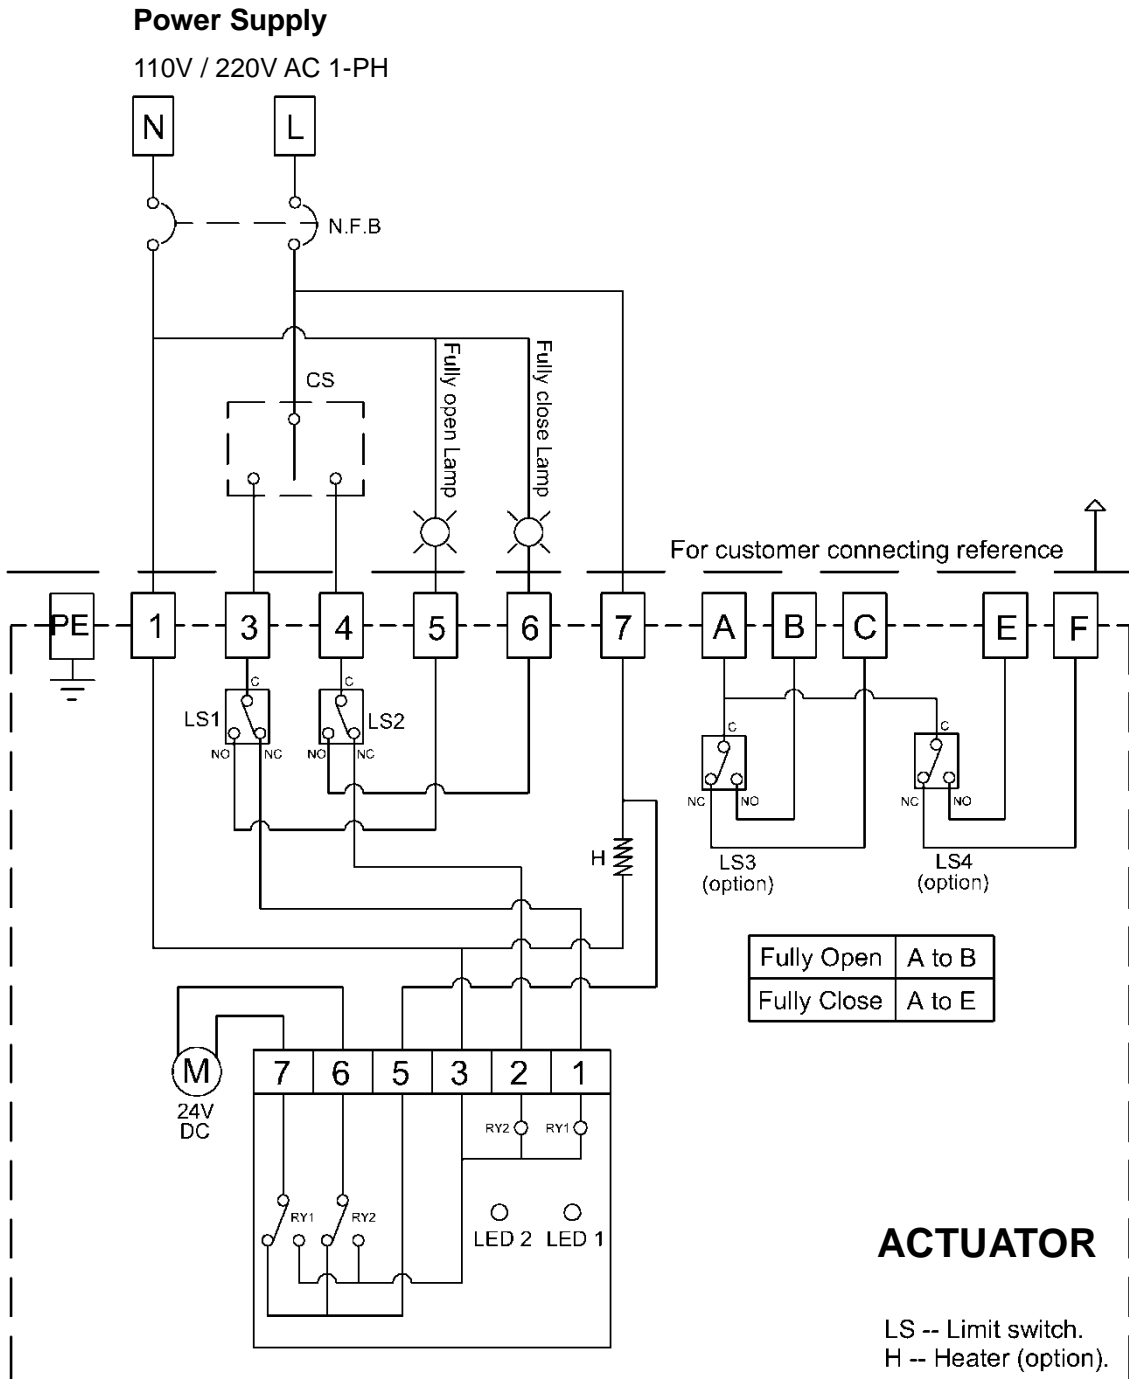 Power Supply
110V / 220V AC 1-PH
N L
N.F.B
CS
Fully open Lamp
Fully close Lamp
For customer connecting reference
PE 1 3 4 5 6 7 A B C E F
C C
LS1 LS2
NO NC NO NC
C C
NC NO NC NO
LS3 LS4
(option) (option)
H
Fully Open A to B
Fully Close A to E
M
24V
DC
7 6 5 3 2 1
RY2 RY1
RY1 RY2
LED 2 LED 1
ACTUATOR
LS -- Limit switch.
H -- Heater (option).